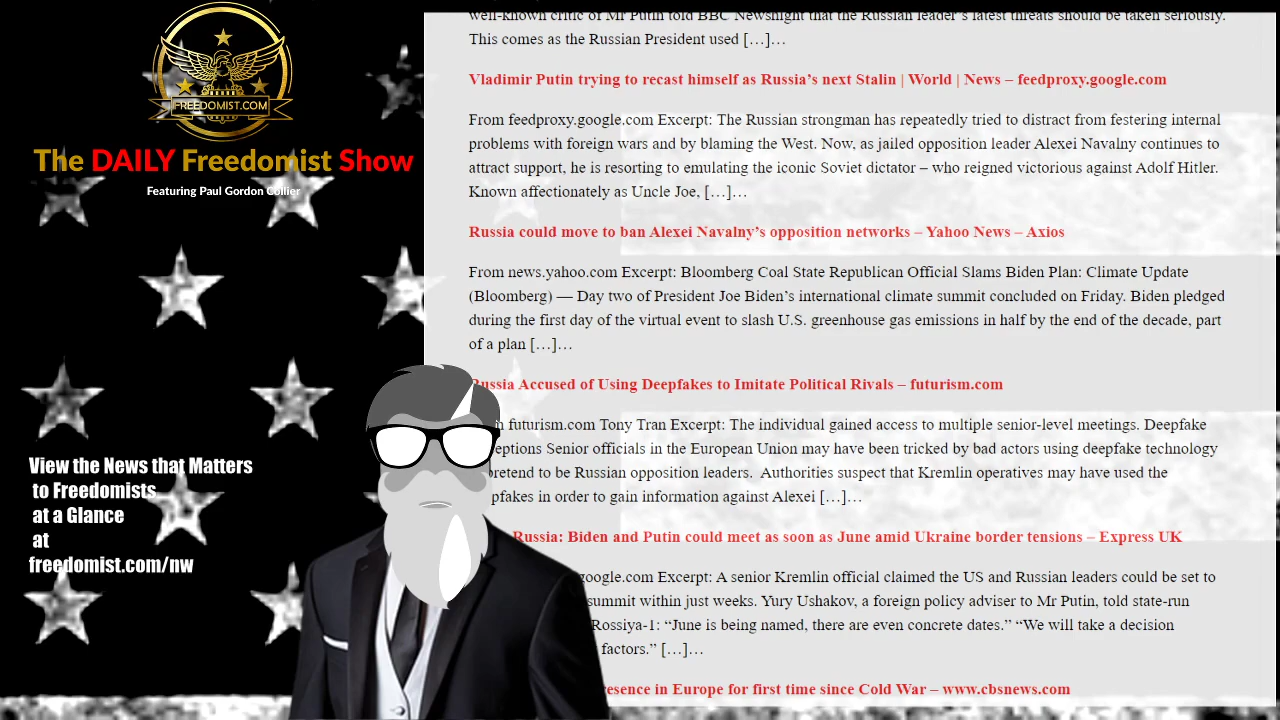 FREEDOMIST.COM
The DAILY Freedomist Show
Featuring Paul Gordon Collier
View the News that Matters
to Freedomists
at a Glance
at
freedomist.com/nw
well-known critic of Mr Putin told BBC Newsnight that the Russian leader's latest threats should be taken seriously.
This comes as the Russian President used […]…
Vladimir Putin trying to recast himself as Russia's next Stalin | World | News – feedproxy.google.com
From feedproxy.google.com Excerpt: The Russian strongman has repeatedly tried to distract from festering internal
problems with foreign wars and by blaming the West. Now, as jailed opposition leader Alexei Navalny continues to
attract support, he is resorting to emulating the iconic Soviet dictator – who reigned victorious against Adolf Hitler.
Known affectionately as Uncle Joe, […]…
Russia could move to ban Alexei Navalny's opposition networks – Yahoo News – Axios
From news.yahoo.com Excerpt: Bloomberg Coal State Republican Official Slams Biden Plan: Climate Update
(Bloomberg) — Day two of President Joe Biden's international climate summit concluded on Friday. Biden pledged
during the first day of the virtual event to slash U.S. greenhouse gas emissions in half by the end of the decade, part
of a plan […]…
Russia Accused of Using Deepfakes to Imitate Political Rivals – futurism.com
futurism.com Tony Tran Excerpt: The individual gained access to multiple senior-level meetings. Deepfake
Senior officials in the European Union may have been tricked by bad actors using deepfake technology
pretend to be Russian opposition leaders. Authorities suspect that Kremlin operatives may have used the
in order to gain information against Alexei […]…
Russia: Biden and Putin could meet as soon as June amid Ukraine border tensions – Express UK
google.com Excerpt: A senior Kremlin official claimed the US and Russian leaders could be set to
summit within just weeks. Yury Ushakov, a foreign policy adviser to Mr Putin, told state-run
Rossiya-1: “June is being named, there are even concrete dates.” “We will take a decision
factors.” […]…
in Europe for first time since Cold War – www.cbsnews.com